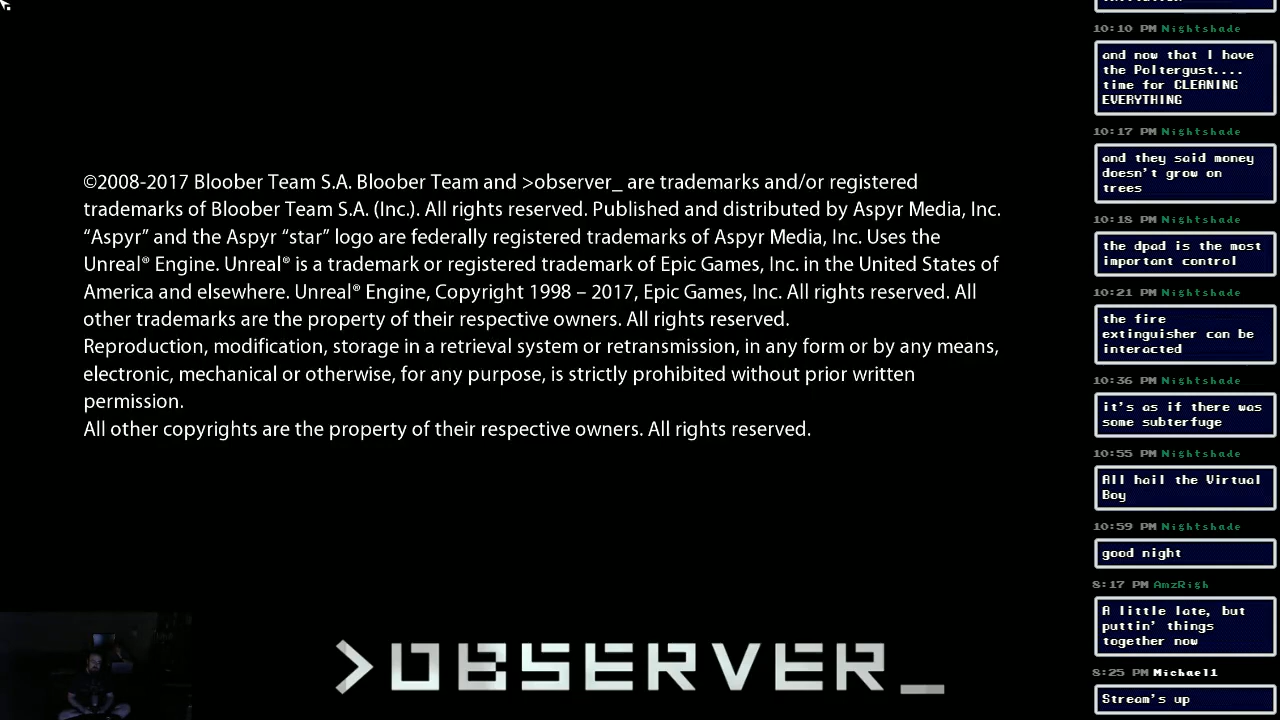 ©2008-2017 Bloober Team S.A. Bloober Team and >observer_ are trademarks and/or registered
trademarks of Bloober Team S.A. (Inc.). All rights reserved. Published and distributed by Aspyr Media, Inc.
“Aspyr” and the Aspyr “star” logo are federally registered trademarks of Aspyr Media, Inc. Uses the
Unreal® Engine. Unreal® is a trademark or registered trademark of Epic Games, Inc. in the United States of
America and elsewhere. Unreal® Engine, Copyright 1998 – 2017, Epic Games, Inc. All rights reserved. All
other trademarks are the property of their respective owners. All rights reserved.
Reproduction, modification, storage in a retrieval system or retransmission, in any form or by any means,
electronic, mechanical or otherwise, for any purpose, is strictly prohibited without prior written
permission.
All other copyrights are the property of their respective owners. All rights reserved.
>OBSERVER_
10:10 PM Nightshade
and now that I have
the Poltergust....
time for CLEANING
EVERYTHING
10:17 PM Nightshade
and they said money
doesn't grow on
trees
10:18 PM Nightshade
the dpad is the most
important control
10:21 PM Nightshade
the fire
extinguisher can be
interacted
10:36 PM Nightshade
it's as if there was
some subterfuge
10:55 PM Nightshade
All hail the Virtual
Boy
10:59 PM Nightshade
good night
8:17 PM AmzRigh
A little late, but
puttin' things
together now
8:25 PM Michael1
Stream's up